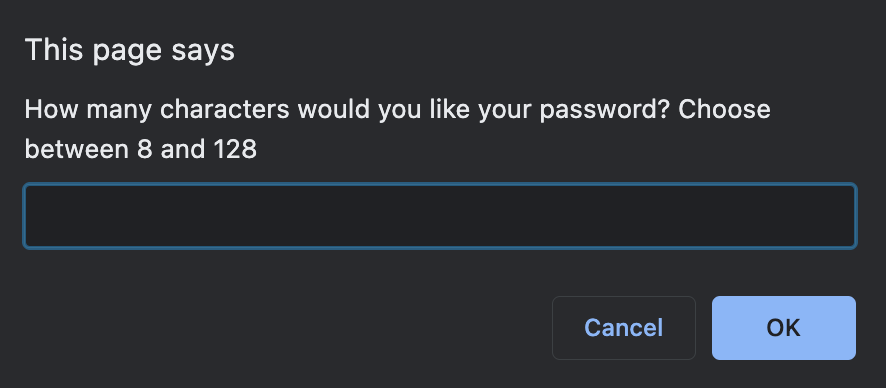 This page says
How many characters would you like your password? Choose
between 8 and 128
Cancel
OK